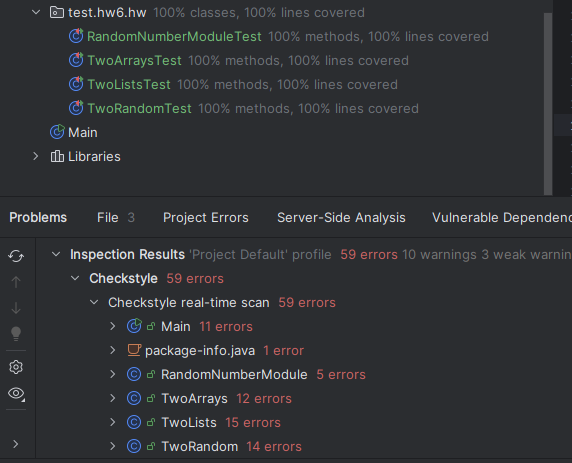 test.hw6.hw 100% classes, 100% lines covered
RandomNumberModuleTest 100% methods, 100% lines covered
TwoArraysTest 100% methods, 100% lines covered
TwoListsTest 100% methods, 100% lines covered
TwoRandomTest 100% methods, 100% lines covered
Main
Libraries
Problems File 3 Project Errors Server-Side Analysis Vulnerable Dependenc
Inspection Results 'Project Default' profile 59 errors 10 warnings 3 weak warnin
Checkstyle 59 errors
Checkstyle real-time scan 59 errors
Main 11 errors
package-info.java 1 error
RandomNumberModule 5 errors
TwoArrays 12 errors
TwoLists 15 errors
TwoRandom 14 errors